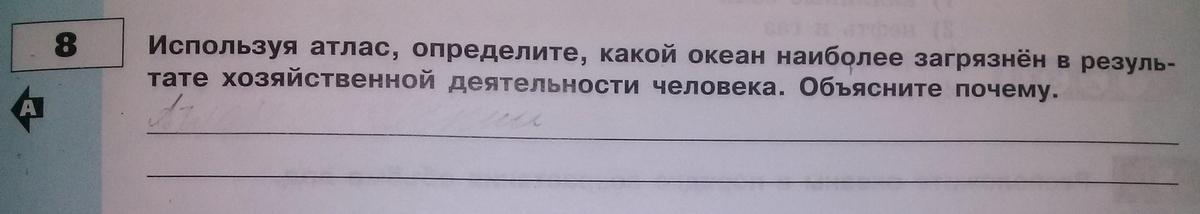 8
Используя атлас, определите, какой океан наиболее загрязнён в резуль-
тате хозяйственной деятельности человека. Объясните почему.
А